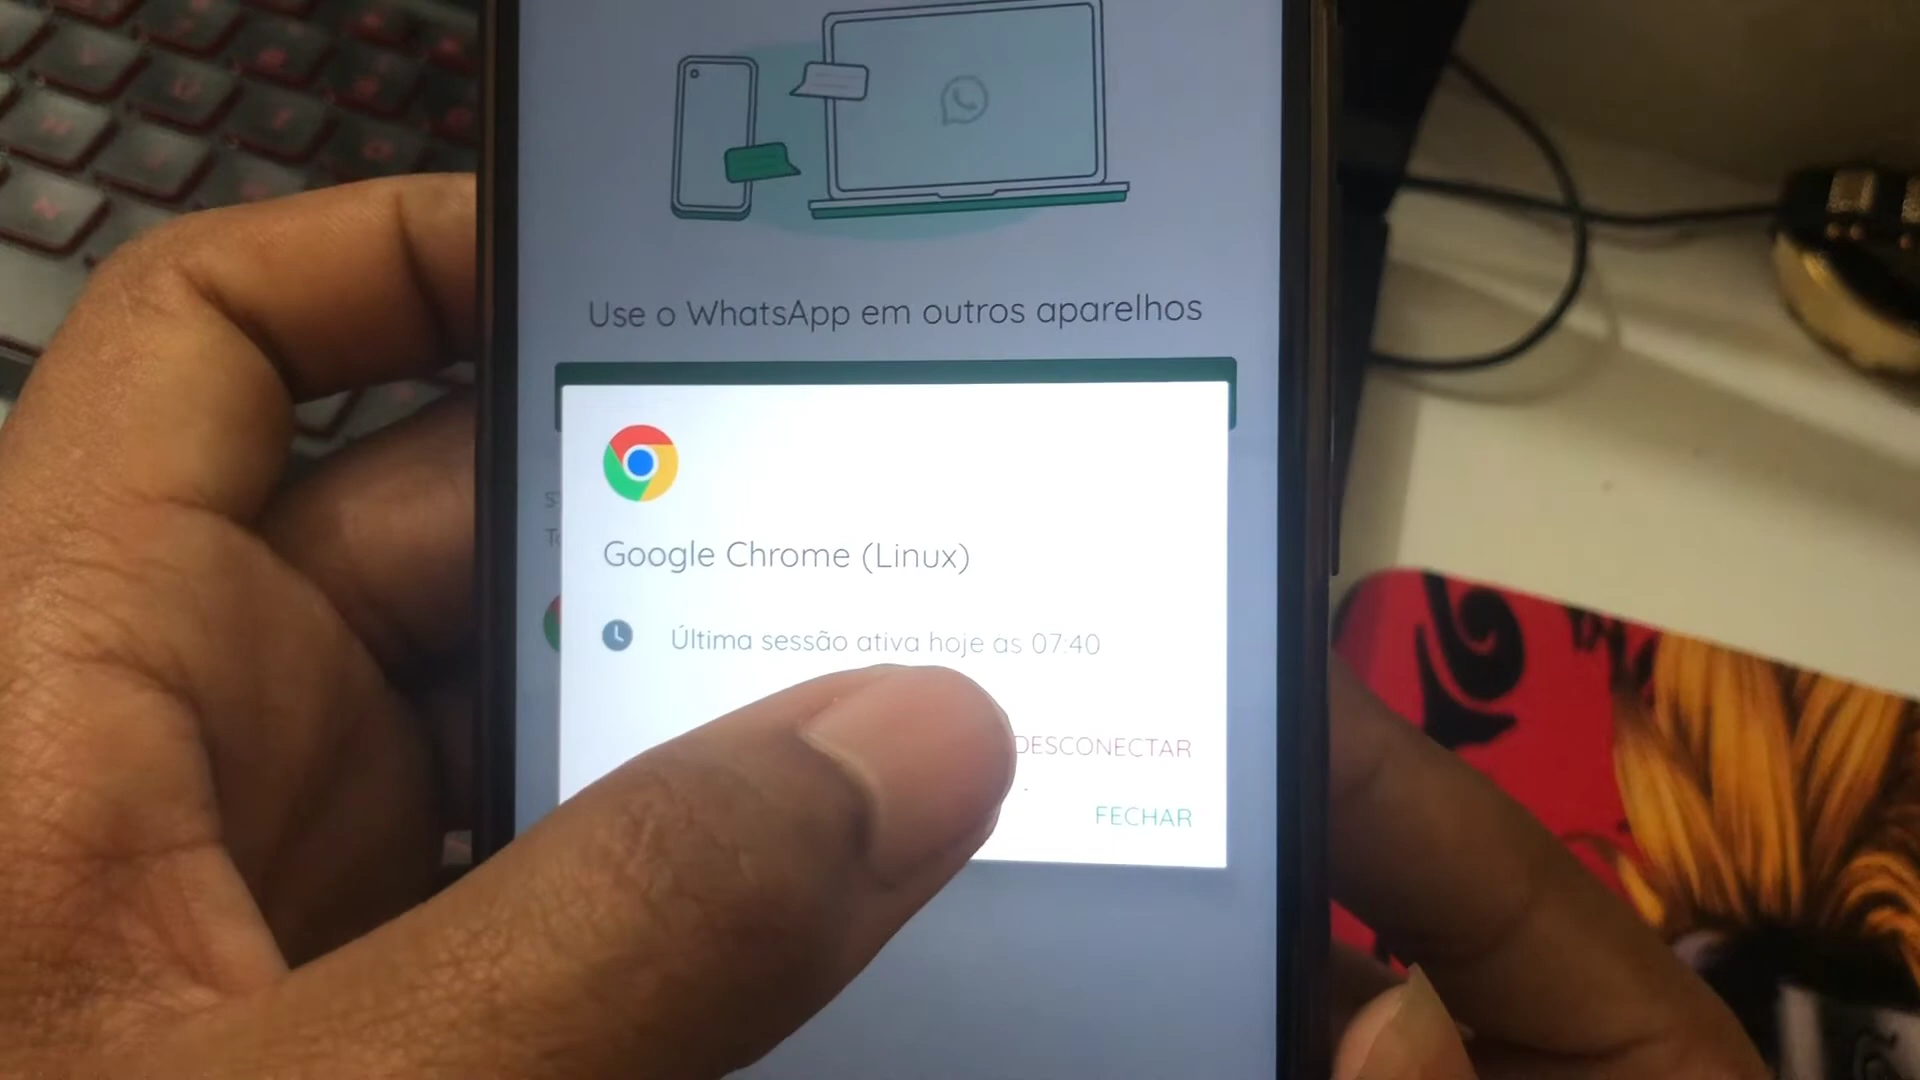 Use o WhatsApp em outros aparelhos
Google Chrome (Linux)
Última sessão ativa hoje às 07:40
DESCONECTAR
FECHAR